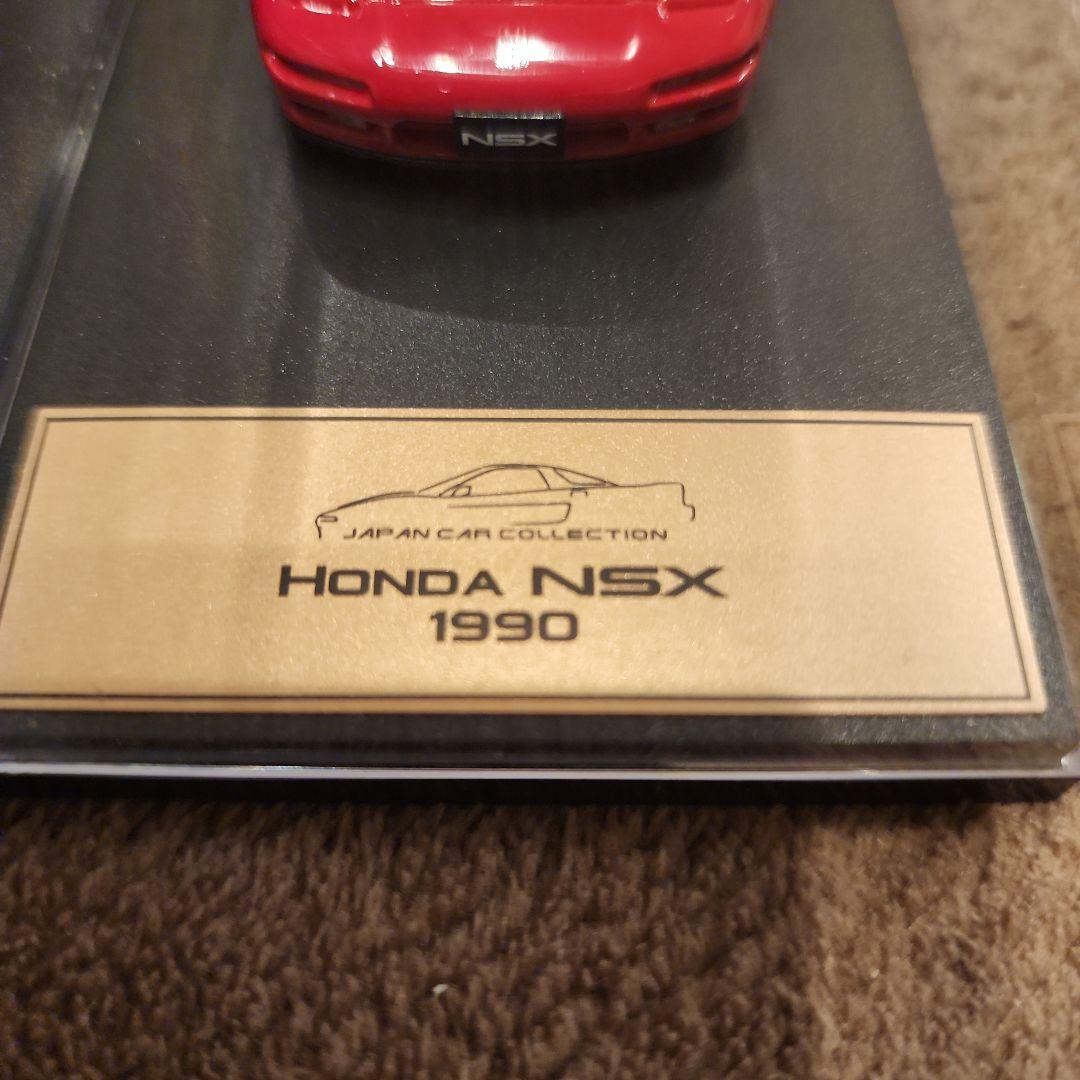 NSX
JAPAN CAR COLLECTION
HONDA NSX
1990